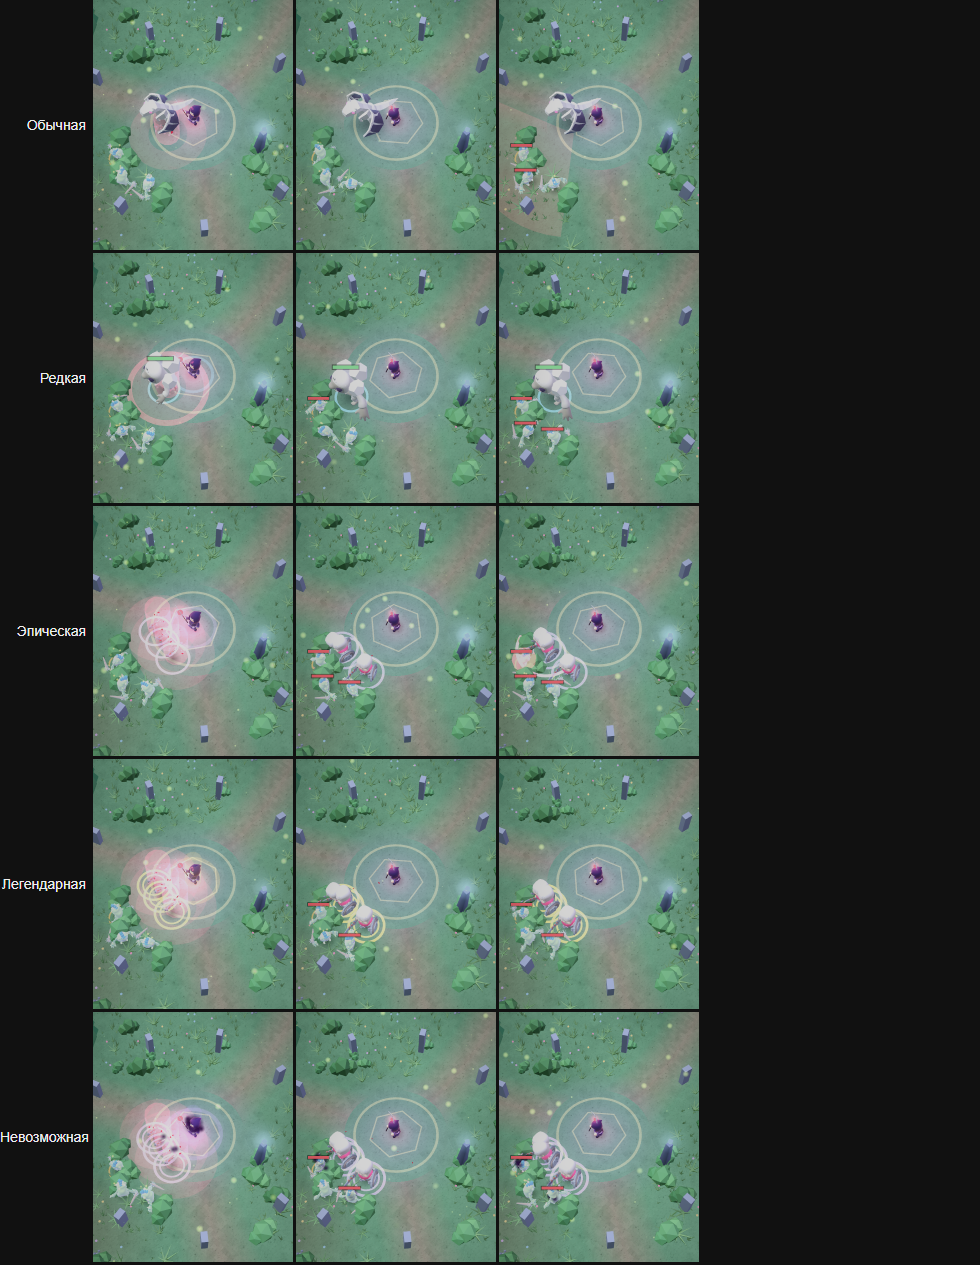 Обычная
Редкая
Эпическая
Легендарная
Невозможная